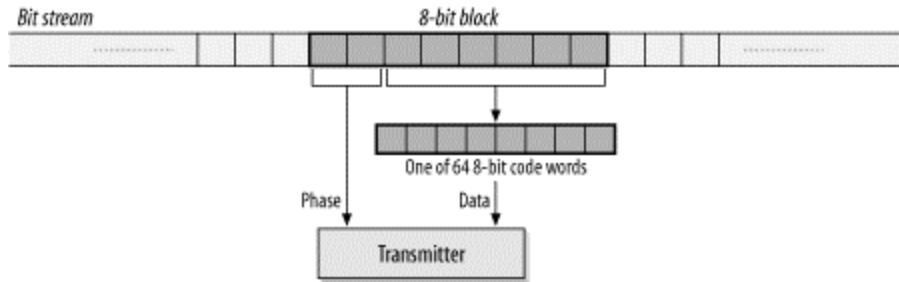 Bit stream
8-bit block
One of 64 8-bit code words
Phase
Data
Transmitter